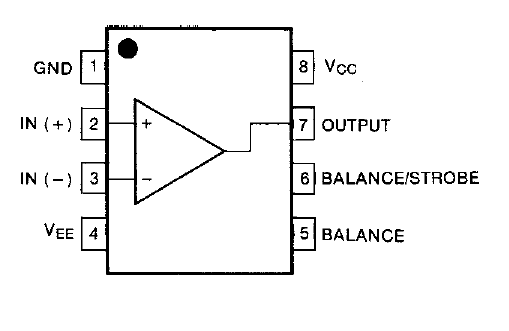 GND 1 8 VCC
IN (+) 2 + 7 OUTPUT
IN (-) 3 - 6 BALANCE/STROBE
VEE 4 5 BALANCE